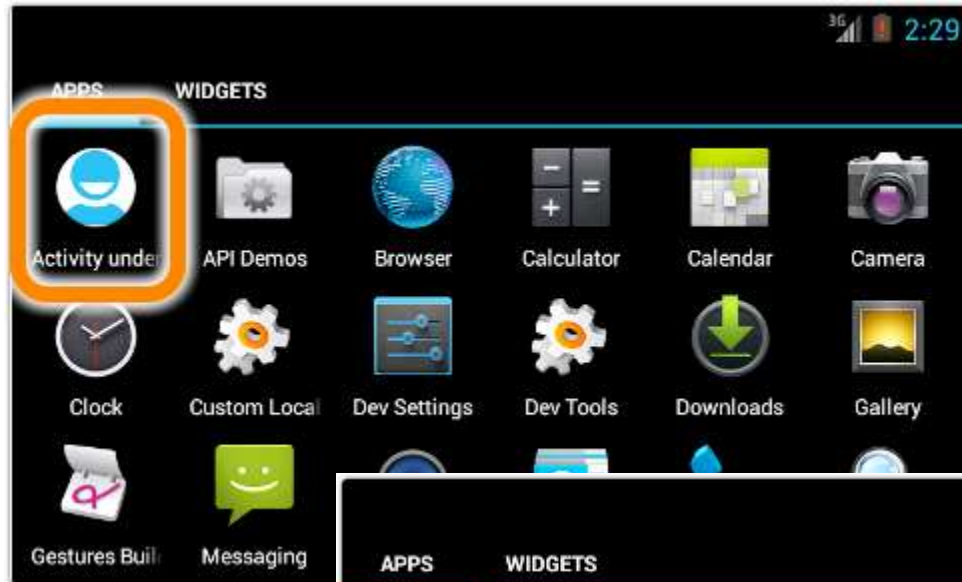 3G 2:29
APPS WIDGETS
Activity under API Demos Browser Calculator Calendar Camera
Clock Custom Local Dev Settings Dev Tools Downloads Gallery
Gestures Buil Messaging
APPS WIDGETS